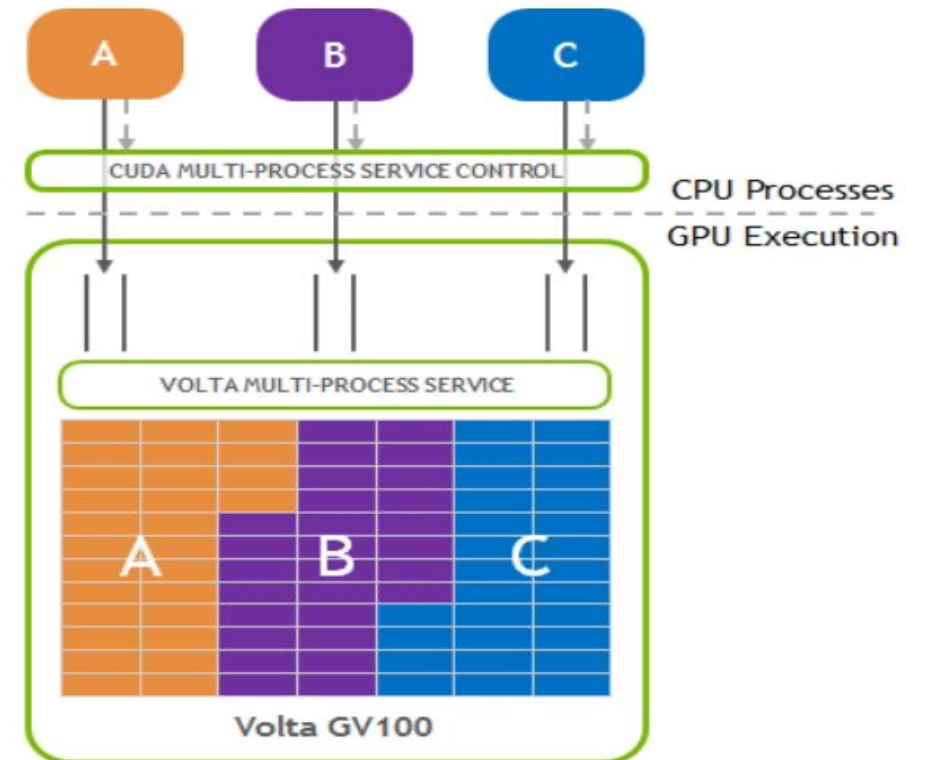 A B C
CUDA MULTI-PROCESS SERVICE CONTROL
CPU Processes
GPU Execution
VOLTA MULTI-PROCESS SERVICE
A B C
Volta GV100